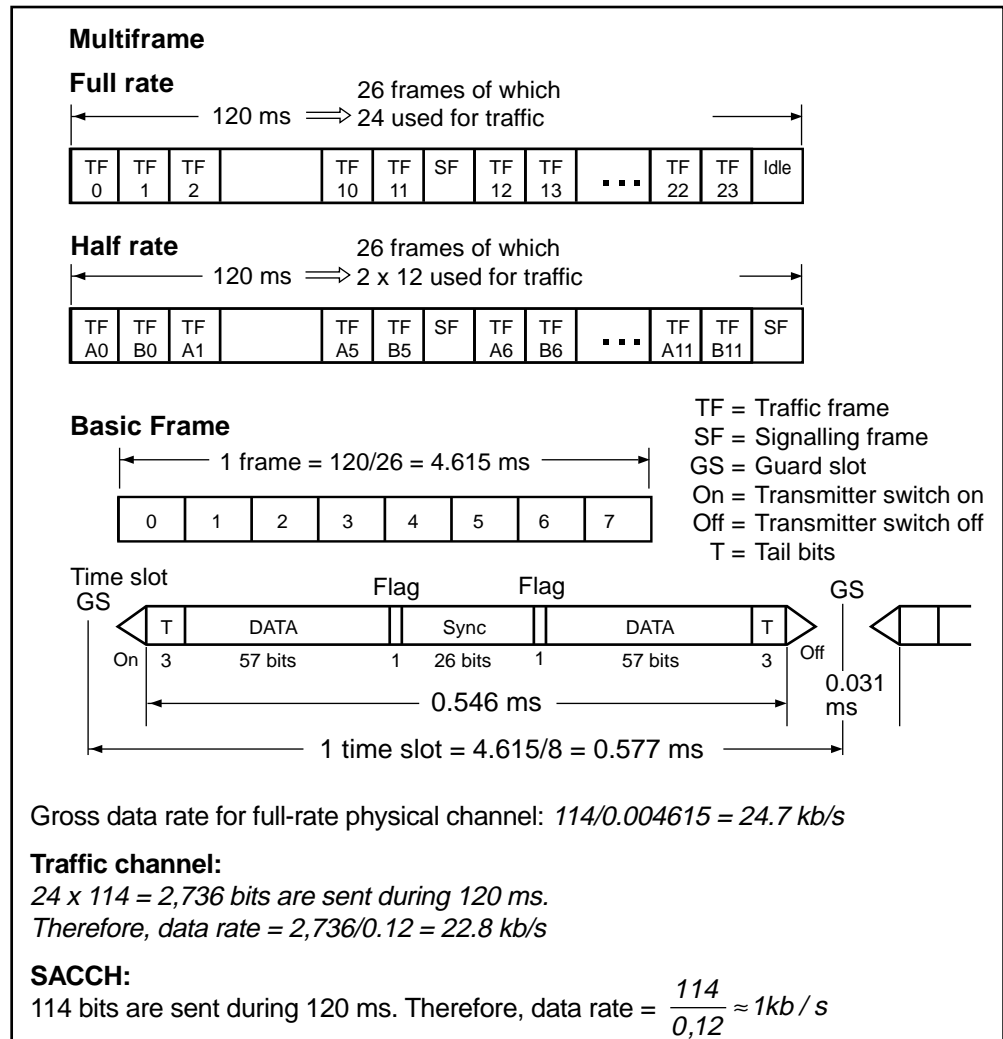 Multiframe
Full rate
26 frames of which
120 ms ⇒ 24 used for traffic
TF TF TF TF TF SF TF TF TF TF Idle
0 1 2 10 11 12 13 ... 22 23
Half rate
26 frames of which
120 ms ⇒ 2 x 12 used for traffic
TF TF TF TF TF SF TF TF TF TF SF
A0 B0 A1 A5 B5 A6 B6 ... A11 B11
TF = Traffic frame
SF = Signalling frame
GS = Guard slot
On = Transmitter switch on
Off = Transmitter switch off
T = Tail bits
Basic Frame
1 frame = 120/26 = 4.615 ms
0 1 2 3 4 5 6 7
Time slot
GS Flag Flag GS
T DATA Sync DATA T
On 3 57 bits 1 26 bits 1 57 bits 3 Off
0.031
ms
0.546 ms
1 time slot = 4.615/8 = 0.577 ms
Gross data rate for full-rate physical channel: 114/0.004615 = 24.7 kb/s
Traffic channel:
24 x 114 = 2,736 bits are sent during 120 ms.
Therefore, data rate = 2,736/0.12 = 22.8 kb/s
SACCH:
114 bits are sent during 120 ms. Therefore, data rate = 114/0,12 ≈ 1kb / s